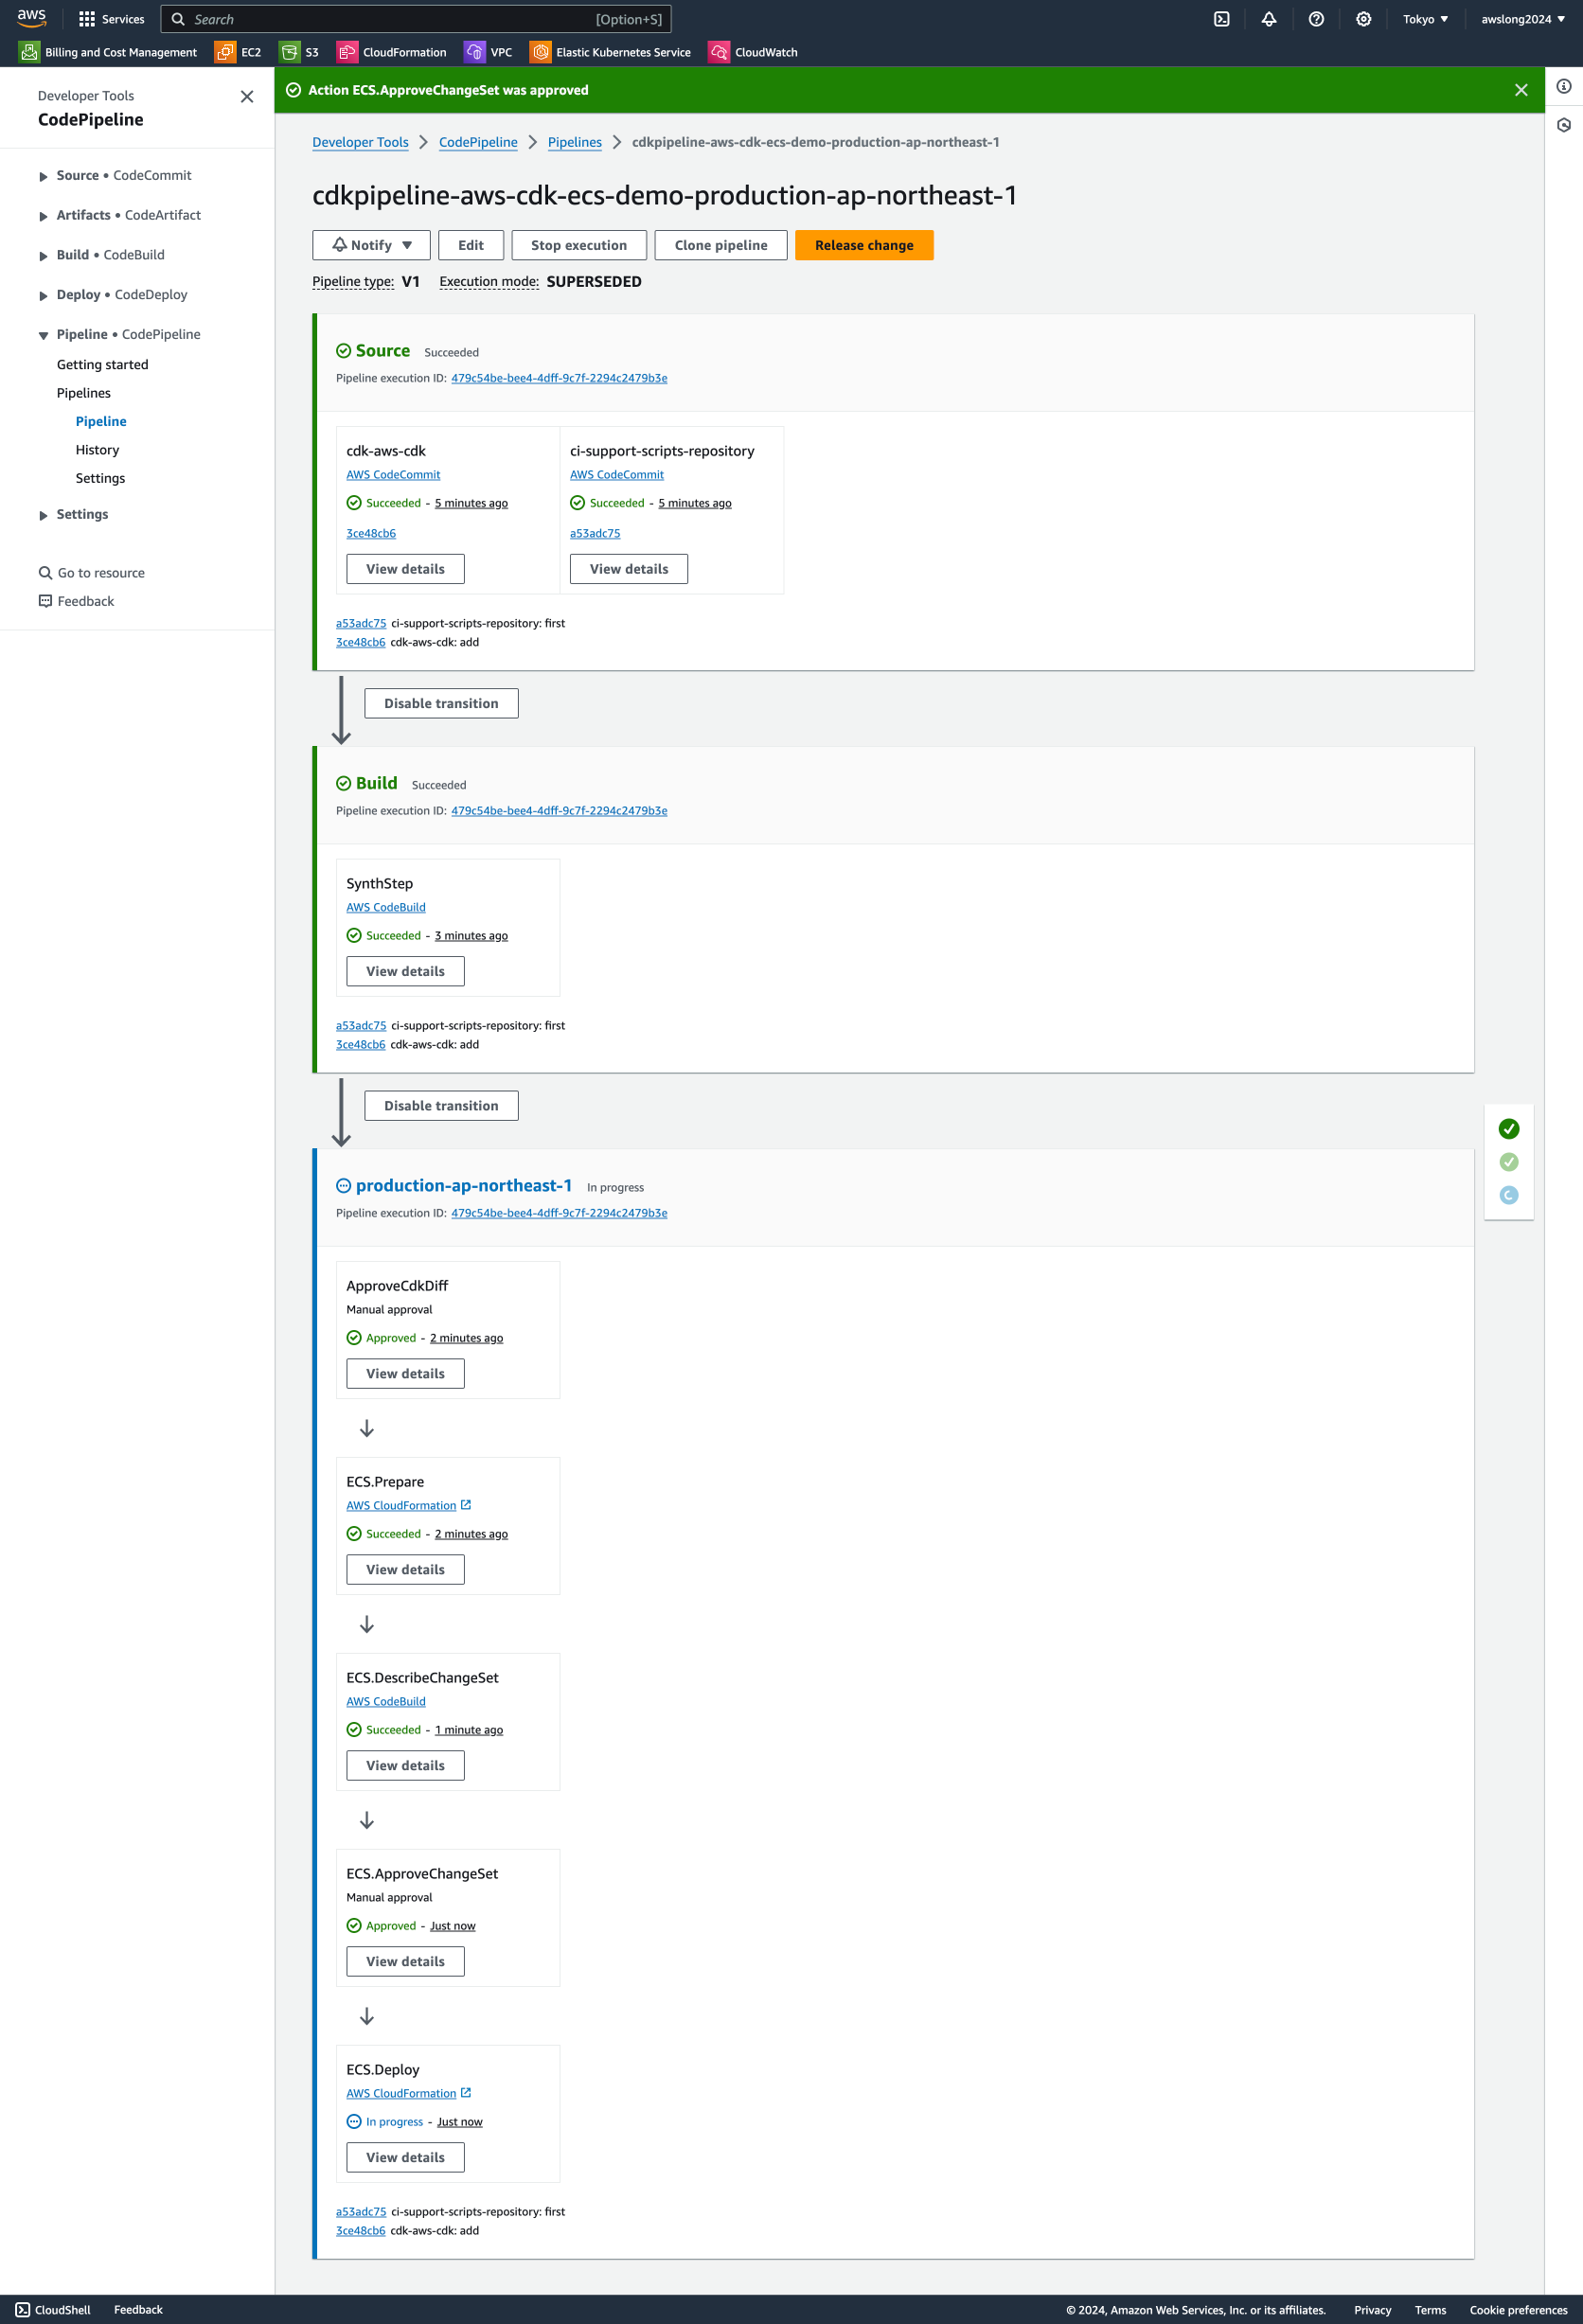 aws Services Search [Option+S] Tokyo ▼ awslong2024 ▼
Billing and Cost Management EC2 S3 CloudFormation VPC Elastic Kubernetes Service CloudWatch
Developer Tools
CodePipeline
Source • CodeCommit
Artifacts • CodeArtifact
Build • CodeBuild
Deploy • CodeDeploy
Pipeline • CodePipeline
Getting started
Pipelines
Pipeline
History
Settings
Settings
Go to resource
Feedback
Action ECS.ApproveChangeSet was approved
Developer Tools > CodePipeline > Pipelines > cdkpipeline-aws-cdk-ecs-demo-production-ap-northeast-1
cdkpipeline-aws-cdk-ecs-demo-production-ap-northeast-1
Notify ▼ Edit Stop execution Clone pipeline Release change
Pipeline type: V1 Execution mode: SUPERSEDED
Source Succeeded
Pipeline execution ID: 479c54be-bee4-4dff-9c7f-2294c2479b3e
cdk-aws-cdk
AWS CodeCommit
Succeeded - 5 minutes ago
3ce48cb6
View details
ci-support-scripts-repository
AWS CodeCommit
Succeeded - 5 minutes ago
a53adc75
View details
a53adc75 ci-support-scripts-repository: first
3ce48cb6 cdk-aws-cdk: add
Disable transition
Build Succeeded
Pipeline execution ID: 479c54be-bee4-4dff-9c7f-2294c2479b3e
SynthStep
AWS CodeBuild
Succeeded - 3 minutes ago
View details
a53adc75 ci-support-scripts-repository: first
3ce48cb6 cdk-aws-cdk: add
Disable transition
production-ap-northeast-1 In progress
Pipeline execution ID: 479c54be-bee4-4dff-9c7f-2294c2479b3e
ApproveCdkDiff
Manual approval
Approved - 2 minutes ago
View details
ECS.Prepare
AWS CloudFormation
Succeeded - 2 minutes ago
View details
ECS.DescribeChangeSet
AWS CodeBuild
Succeeded - 1 minute ago
View details
ECS.ApproveChangeSet
Manual approval
Approved - Just now
View details
ECS.Deploy
AWS CloudFormation
In progress - Just now
View details
a53adc75 ci-support-scripts-repository: first
3ce48cb6 cdk-aws-cdk: add
CloudShell Feedback © 2024, Amazon Web Services, Inc. or its affiliates. Privacy Terms Cookie preferences